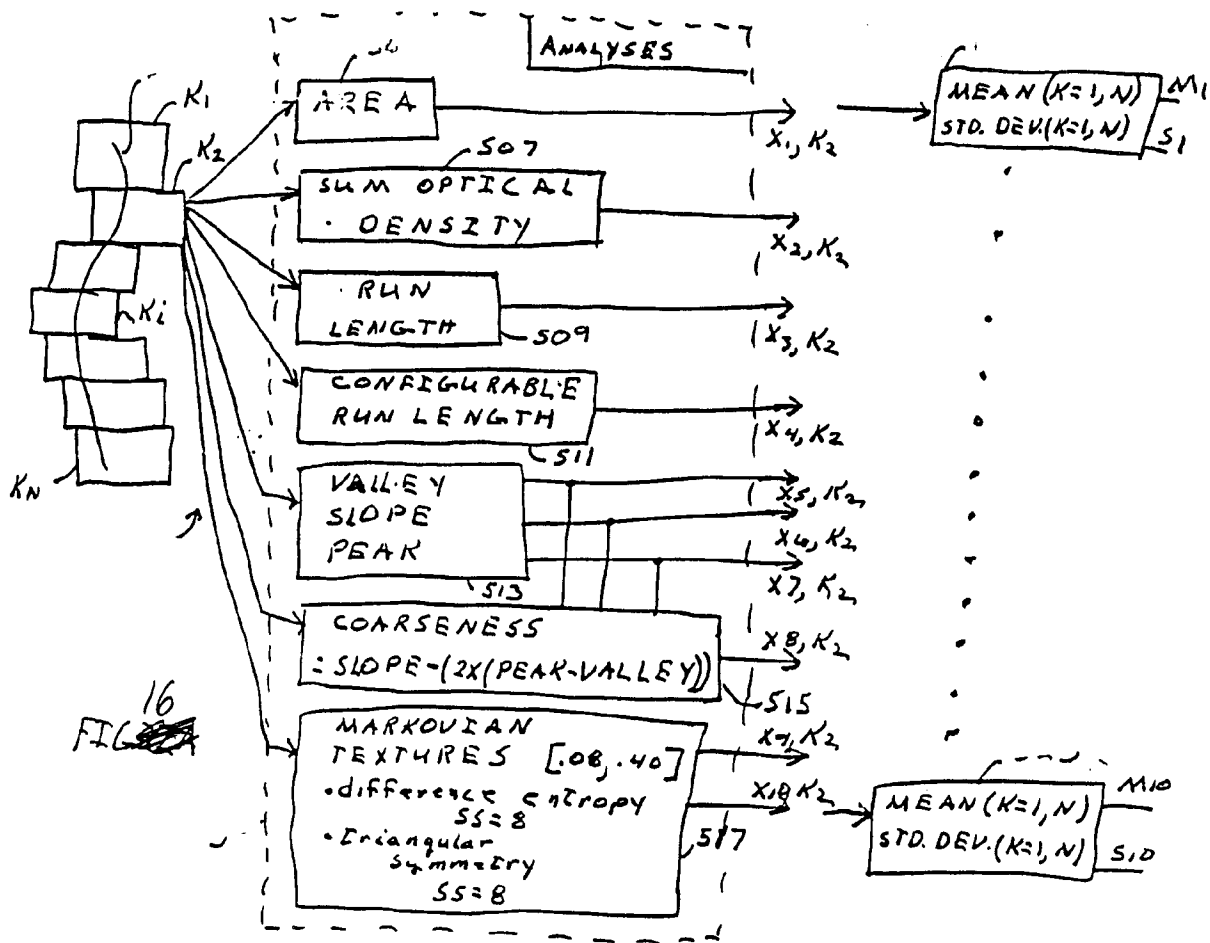 ANALYSES
K1
K2
Ki
KN
AREA
X1, K2
507
SUM OPTICAL
DENSITY
X2, K2
RUN
LENGTH
509
X3, K2
CONFIGURABLE
RUN LENGTH
511
X4, K2
VALLEY
SLOPE
PEAK
513
X5, K2
X6, K2
X7, K2
COARSENESS
=SLOPE-(2X(PEAK-VALLEY))
515
X8, K2
MARKOVIAN
TEXTURES [.08, .40]
•difference entropy
SS=8
•triangular
symmetry
SS=8
517
X9, K2
X10, K2
MEAN(K=1, N)
STD. DEV.(K=1, N)
M1
S1
MEAN(K=1, N)
STD. DEV.(K=1, N)
M10
S10
16
FIG